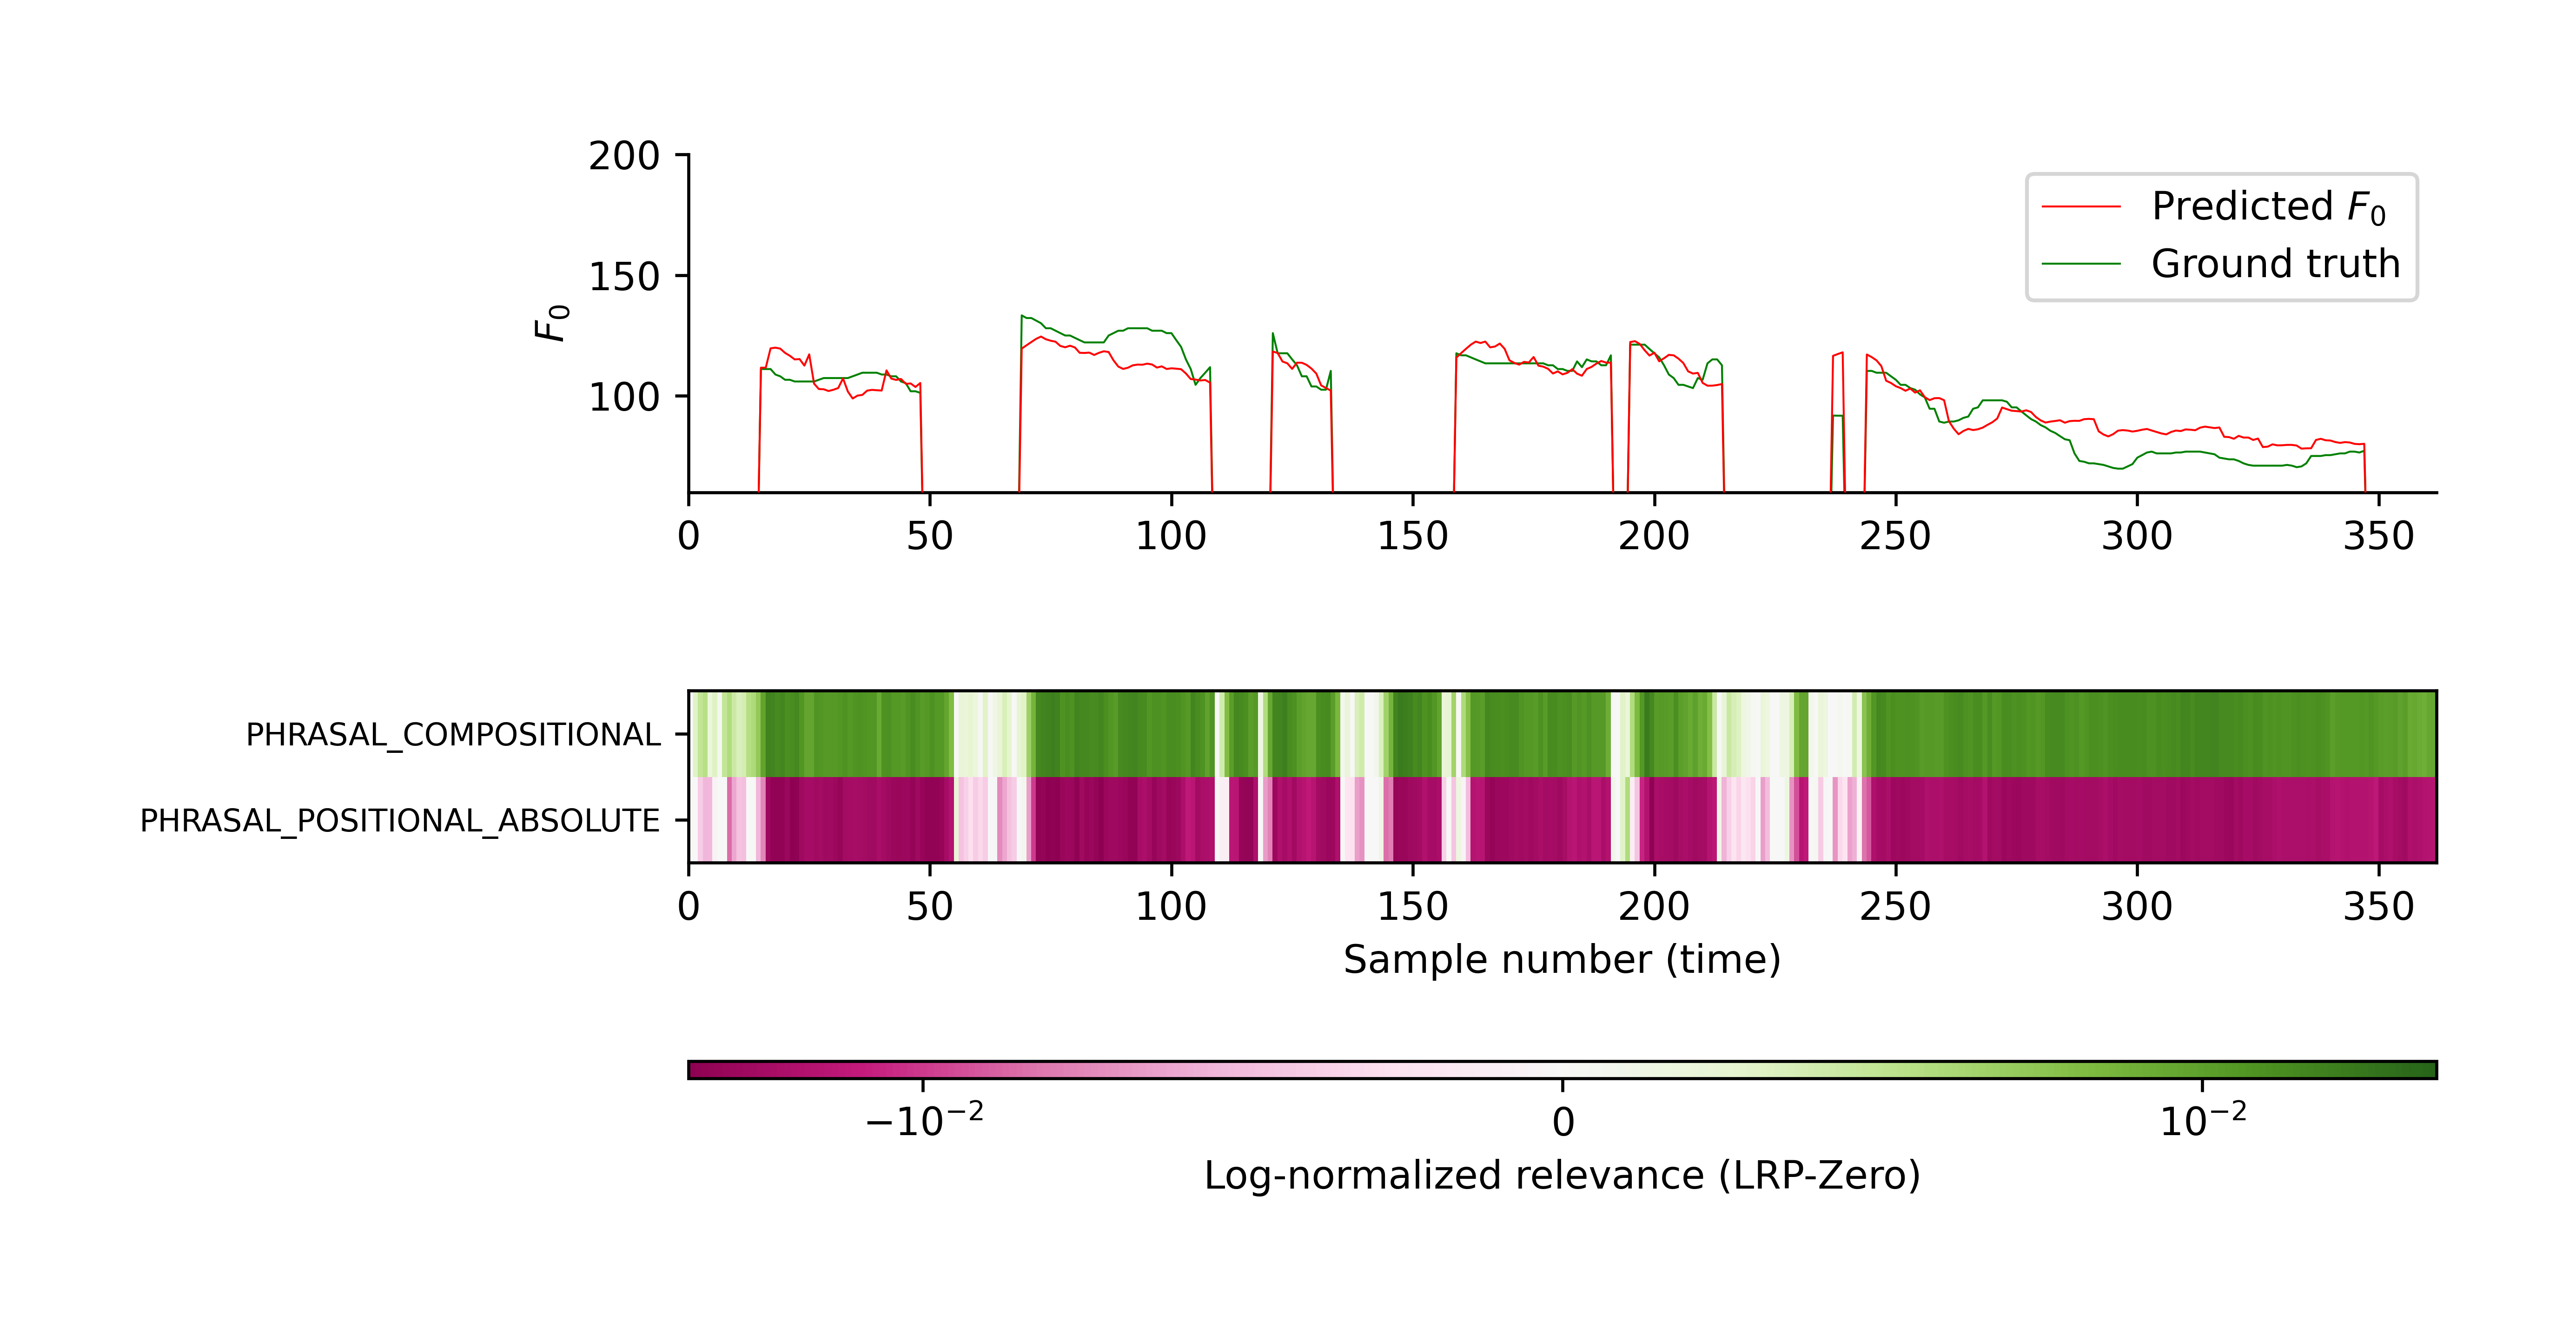 200
150
100
F₀
Predicted F₀
Ground truth
0 50 100 150 200 250 300 350
PHRASAL_COMPOSITIONAL
PHRASAL_POSITIONAL_ABSOLUTE
0 50 100 150 200 250 300 350
Sample number (time)
−10⁻² 0 10⁻²
Log-normalized relevance (LRP-Zero)